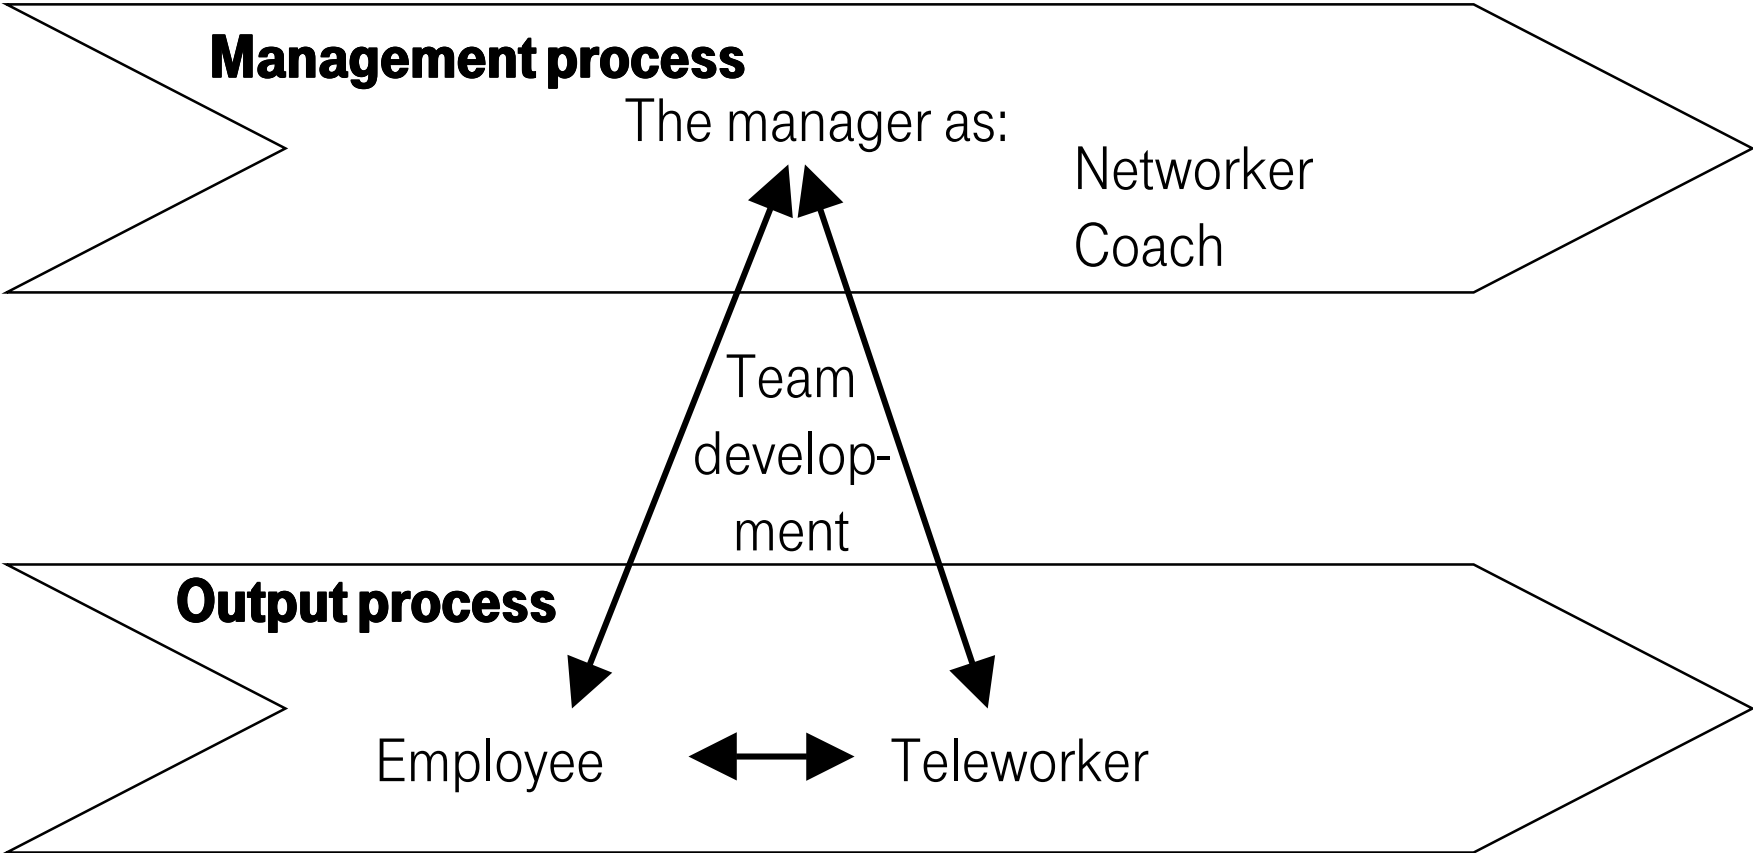 Management process
The manager as:
Networker
Coach
Team
develop-
ment
Output process
Employee
Teleworker